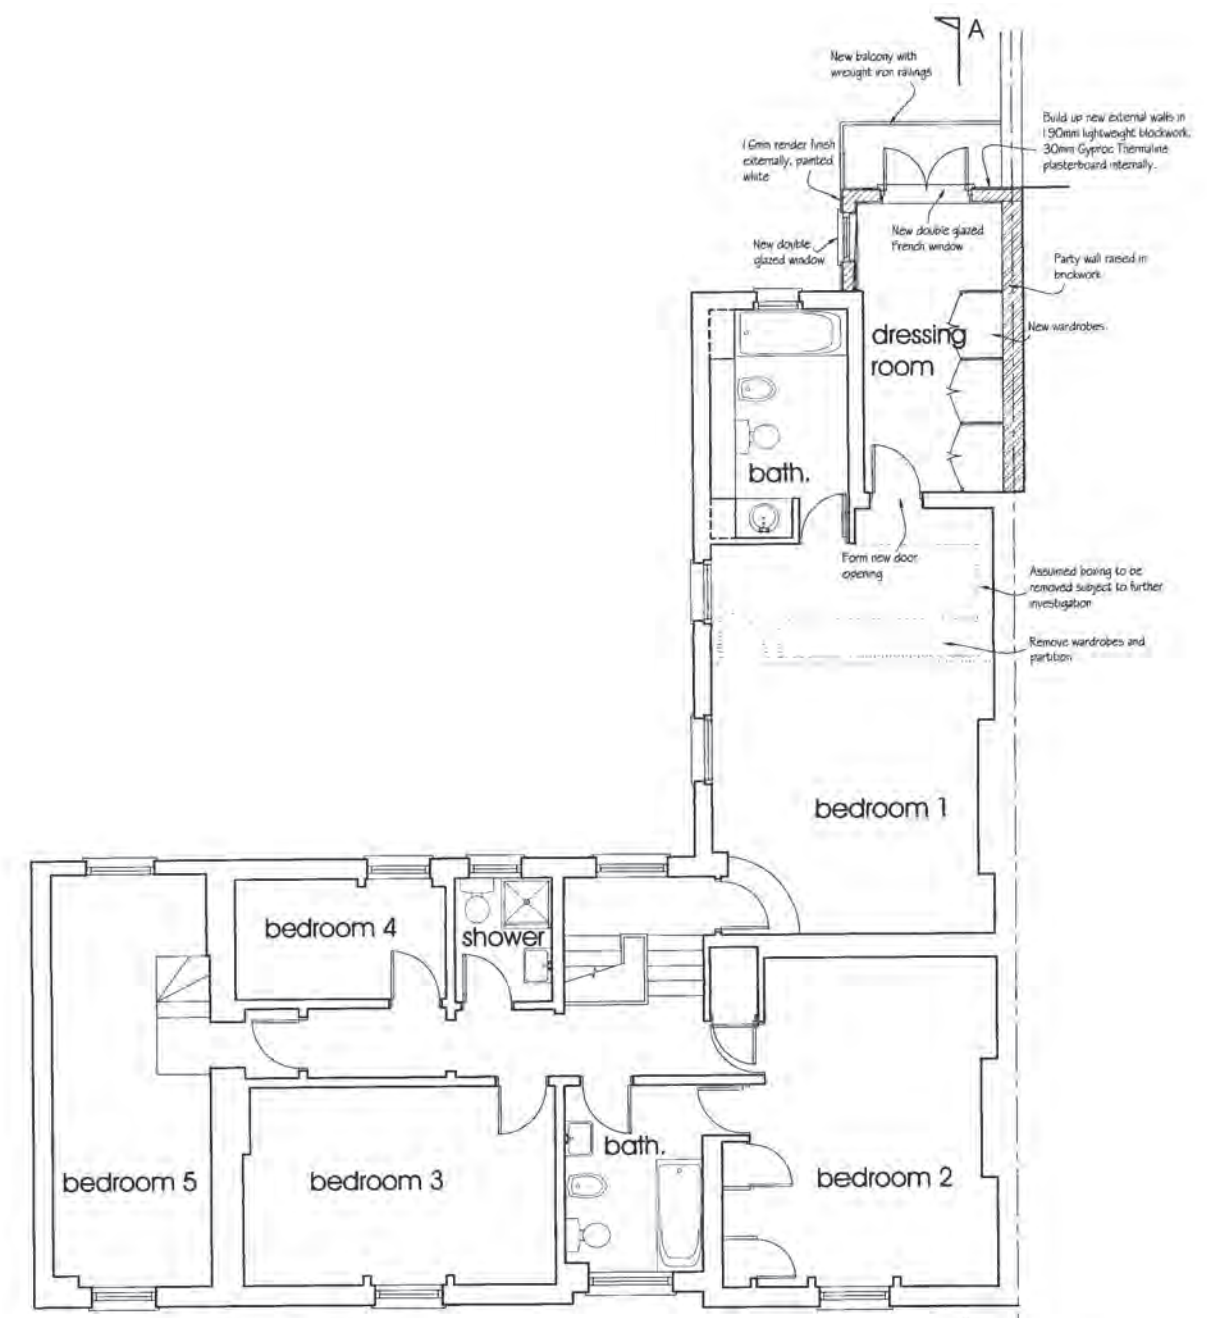 A
New balcony with
wrought iron railings
Build up new external walls in
190mm lightweight blockwork,
30mm Gyproc Thermaline
plasterboard internally.
16mm render finish
externally, painted
white
New double glazed
French window
New double
glazed window
Party wall raised in
brickwork
New wardrobes.
dressing
room
bath.
Form new door
opening
Assumed boxing to be
removed subject to further
investigation
Remove wardrobes and
partition
bedroom 1
bedroom 4
shower
bath.
bedroom 5
bedroom 3
bedroom 2